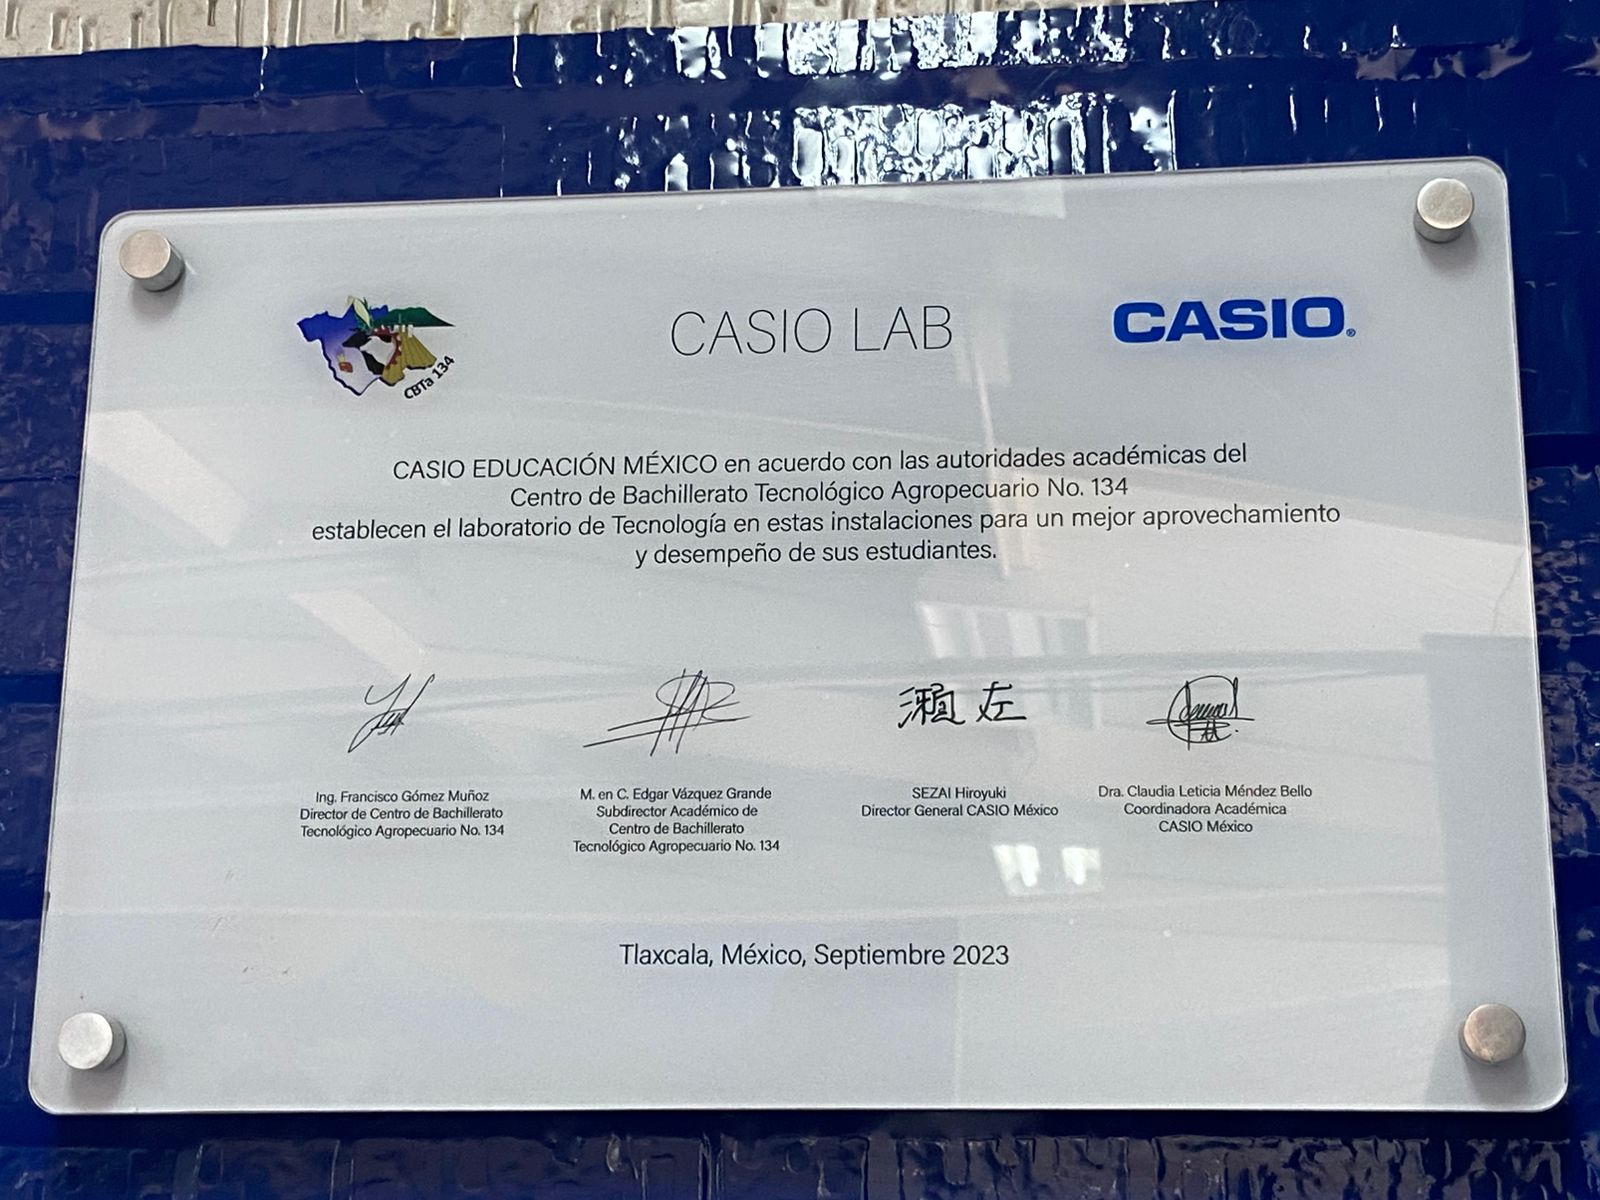 CBTa 134
CASIO LAB
CASIO®
CASIO EDUCACIÓN MÉXICO en acuerdo con las autoridades académicas del
Centro de Bachillerato Tecnológico Agropecuario No. 134
establecen el laboratorio de Tecnología en estas instalaciones para un mejor aprovechamiento
y desempeño de sus estudiantes.
Ing. Francisco Gómez Muñoz
Director de Centro de Bachillerato
Tecnológico Agropecuario No. 134
M. en C. Edgar Vázquez Grande
Subdirector Académico de
Centro de Bachillerato
Tecnológico Agropecuario No. 134
SEZAI Hiroyuki
Director General CASIO México
Dra. Claudia Leticia Méndez Bello
Coordinadora Académica
CASIO México
Tlaxcala, México, Septiembre 2023